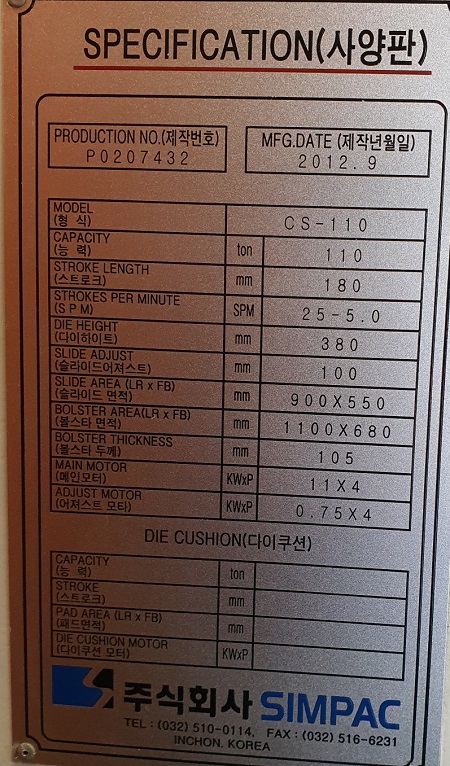 SPECIFICATION(사양판)
PRODUCTION NO.(제작번호)
P0207432
MFG.DATE (제작년월일)
2012.9
MODEL
(형 식)
CS-110
CAPACITY
(능 력)
ton
110
STROKE LENGTH
(스트로크)
mm
180
STROKES PER MINUTE
(S P M)
SPM
25-5.0
DIE HEIGHT
(다이하이트)
mm
380
SLIDE ADJUST
(슬라이드어져스트)
mm
100
SLIDE AREA (LR x FB)
(슬라이드 면적)
mm
900X550
BOLSTER AREA(LR x FB)
(볼스타 면적)
mm
1100X680
BOLSTER THICKNESS
(볼스타 두께)
mm
105
MAIN MOTOR
(메인모터)
KWxP
11X4
ADJUST MOTOR
(어져스트 모타)
KWxP
0.75X4
DIE CUSHION(다이쿠션)
CAPACITY
(능 력)
ton
STROKE
(스트로크)
mm
PAD AREA (LR x FB)
(패드면적)
mm
DIE CUSHION MOTOR
(다이쿠션 모터)
KWxP
주식회사 SIMPAC
TEL : (032) 510-0114, FAX : (032) 516-6231
INCHON. KOREA